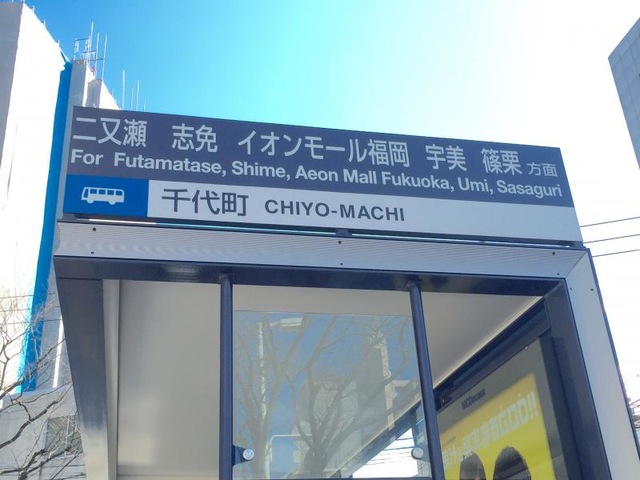 二又瀬 志免 イオンモール福岡 宇美 篠栗 方面
For Futamatase, Shime, Aeon Mall Fukuoka, Umi, Sasaguri
千代町 CHIYO-MACHI